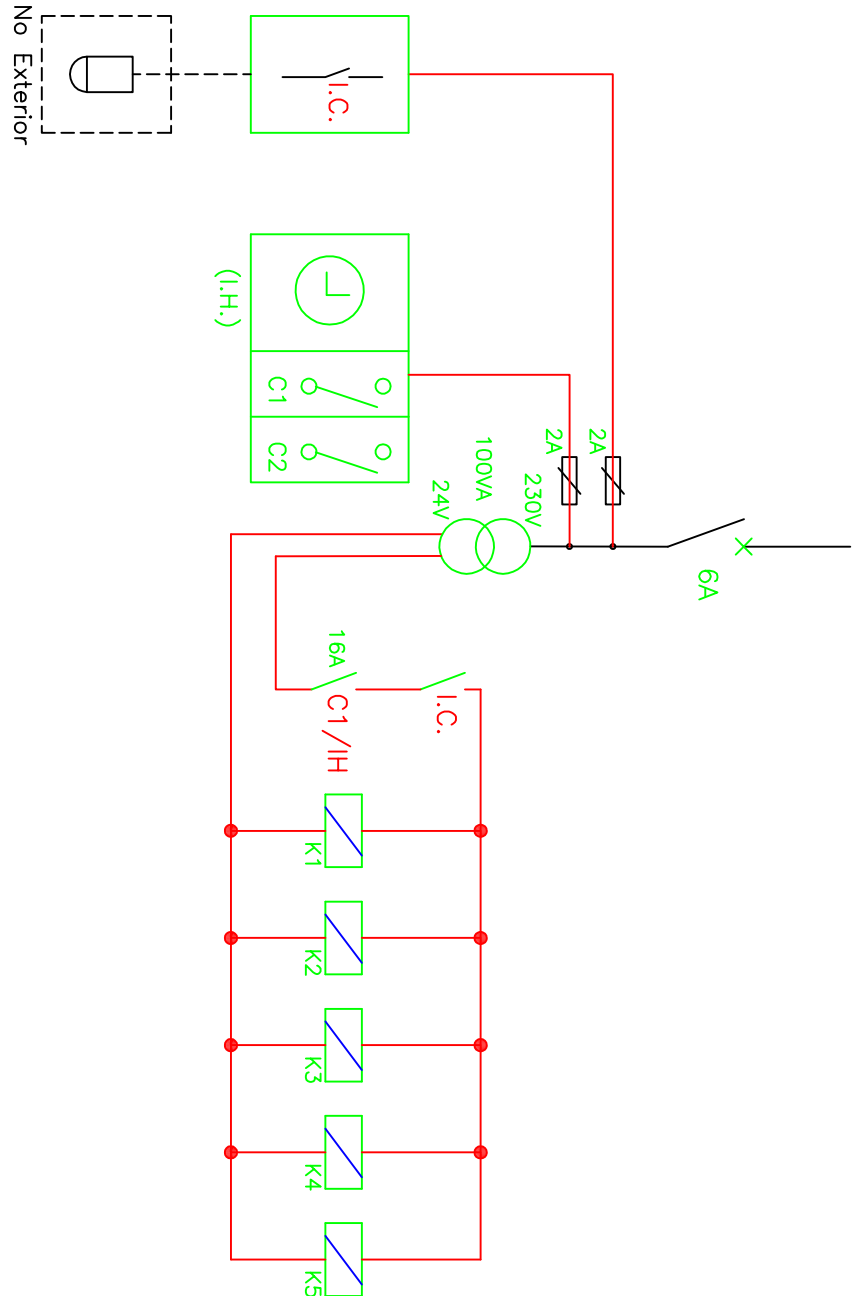 No Exterior
I.C.
(I.H.)
C1
C2
2A
2A
230V
100VA
24V
6A
16A
C1/IH
I.C.
K1
K2
K3
K4
K5